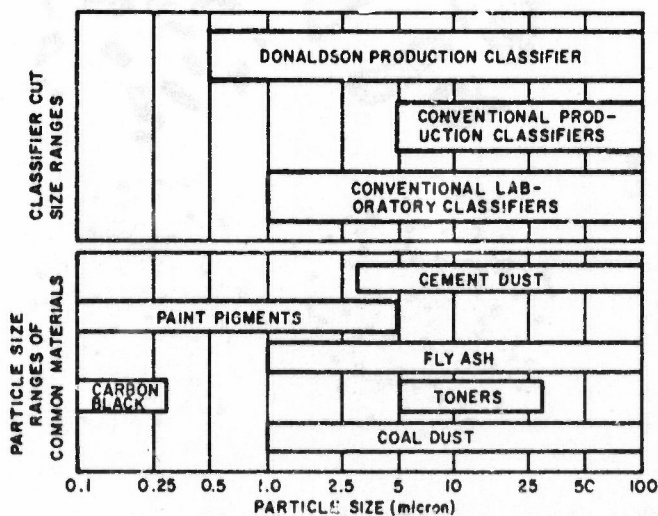 CLASSIFIER CUT
SIZE RANGES
DONALDSON PRODUCTION CLASSIFIER
CONVENTIONAL PROD-
UCTION CLASSIFIERS
CONVENTIONAL LAB-
ORATORY CLASSIFIERS
PARTICLE SIZE
RANGES OF
COMMON MATERIALS
CEMENT DUST
PAINT PIGMENTS
FLY ASH
CARBON
BLACK
TONERS
COAL DUST
0.1 0.25 0.5 1.0 2.5 5 10 25 50 100
PARTICLE SIZE (micron)